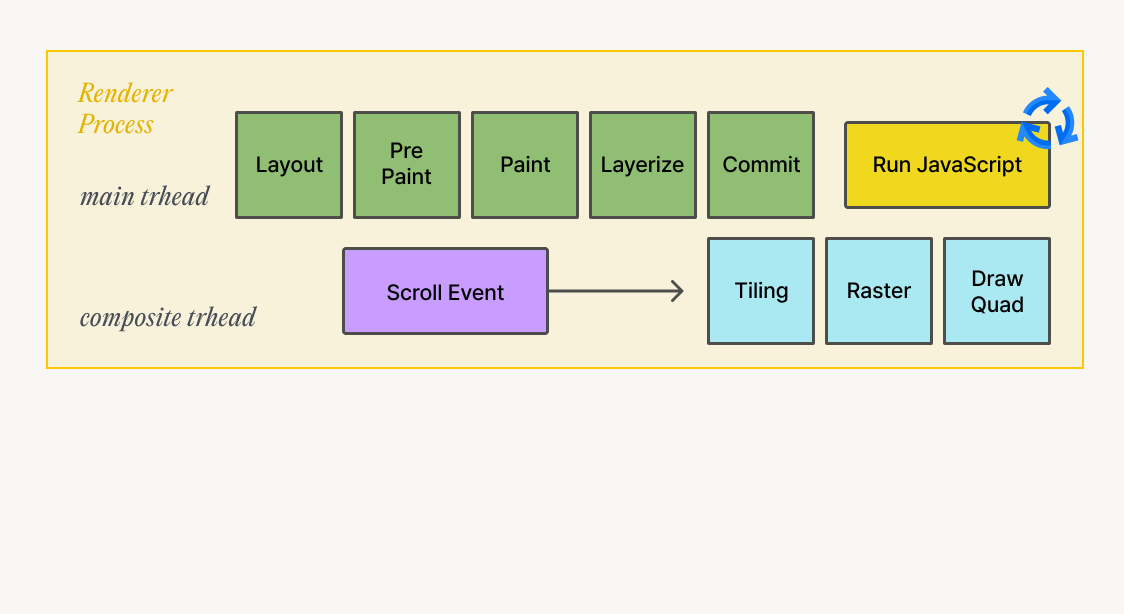 Renderer
Process
main trhead
Layout
Pre
Paint
Paint
Layerize
Commit
Run JavaScript
composite trhead
Scroll Event
Tiling
Raster
Draw
Quad